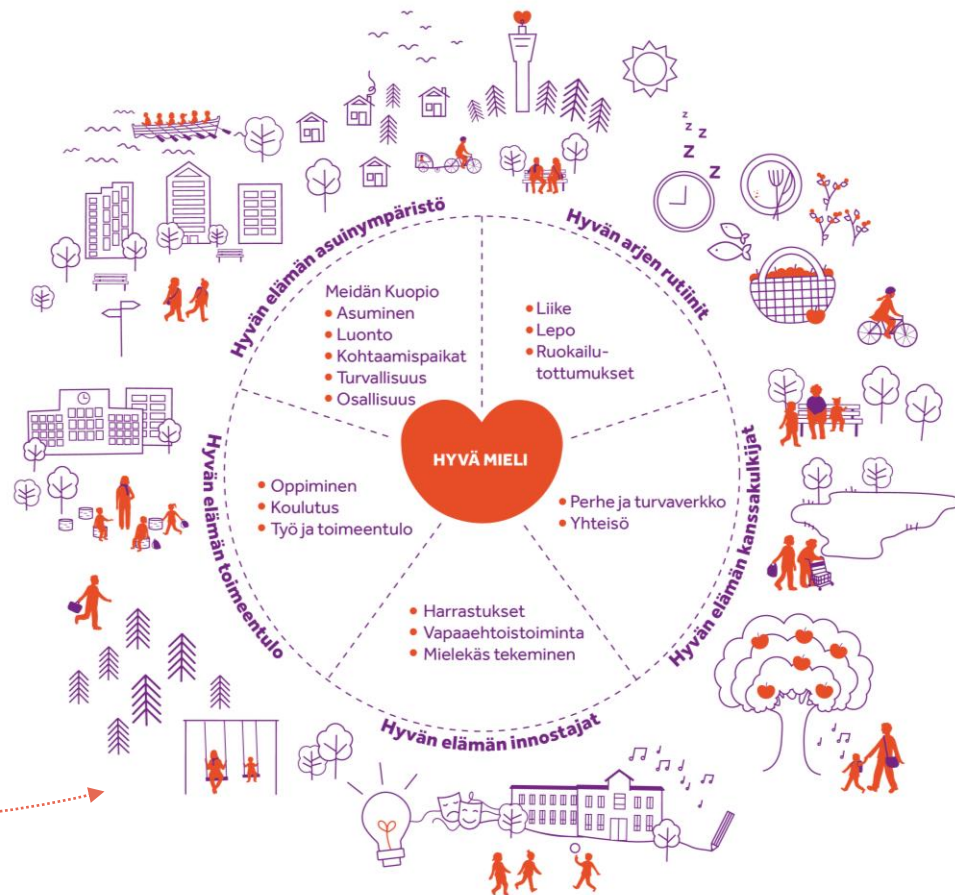 z
z
z
z
Z
Z
Hyvän elämän asuinympäristö
Meidän Kuopio
• Asuminen
• Luonto
• Kohtaamispaikat
• Turvallisuus
• Osallisuus
Hyvän arjen rutiinit
• Liike
• Lepo
• Ruokailu-
tottumukset
HYVÄ MIELI
Hyvän elämän kanssakulkijat
• Perhe ja turvaverkko
• Yhteisö
Hyvän elämän innostajat
• Harrastukset
• Vapaaehtoistoiminta
• Mielekäs tekeminen
Hyvän elämän toimeentulo
• Oppiminen
• Koulutus
• Työ ja toimeentulo